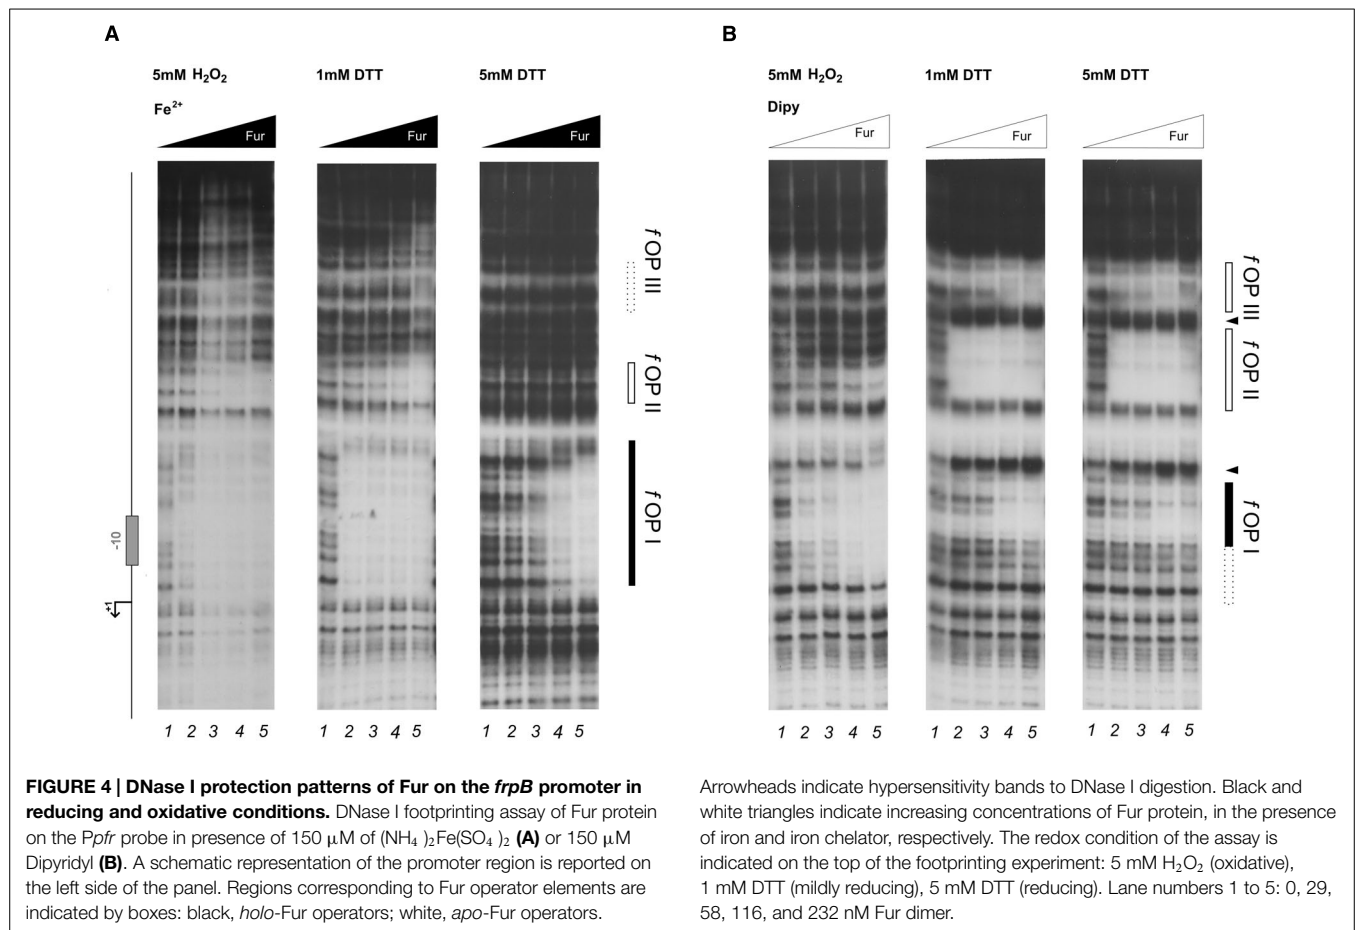 A
B
5mM H₂O₂
1mM DTT
5mM DTT
5mM H₂O₂
1mM DTT
5mM DTT
Fe²⁺
Dipy
Fur
Fur
Fur
Fur
Fur
Fur
f OP III
f OP II
f OP I
f OP III
f OP II
f OP I
-10
+1
1 2 3 4 5
1 2 3 4 5
1 2 3 4 5
1 2 3 4 5
1 2 3 4 5
1 2 3 4 5
FIGURE 4 | DNase I protection patterns of Fur on the frpB promoter in
reducing and oxidative conditions. DNase I footprinting assay of Fur protein
on the Ppfr probe in presence of 150 μM of (NH₄ )₂Fe(SO₄ )₂ (A) or 150 μM
Dipyridyl (B). A schematic representation of the promoter region is reported on
the left side of the panel. Regions corresponding to Fur operator elements are
indicated by boxes: black, holo-Fur operators; white, apo-Fur operators.
Arrowheads indicate hypersensitivity bands to DNase I digestion. Black and
white triangles indicate increasing concentrations of Fur protein, in the presence
of iron and iron chelator, respectively. The redox condition of the assay is
indicated on the top of the footprinting experiment: 5 mM H₂O₂ (oxidative),
1 mM DTT (mildly reducing), 5 mM DTT (reducing). Lane numbers 1 to 5: 0, 29,
58, 116, and 232 nM Fur dimer.